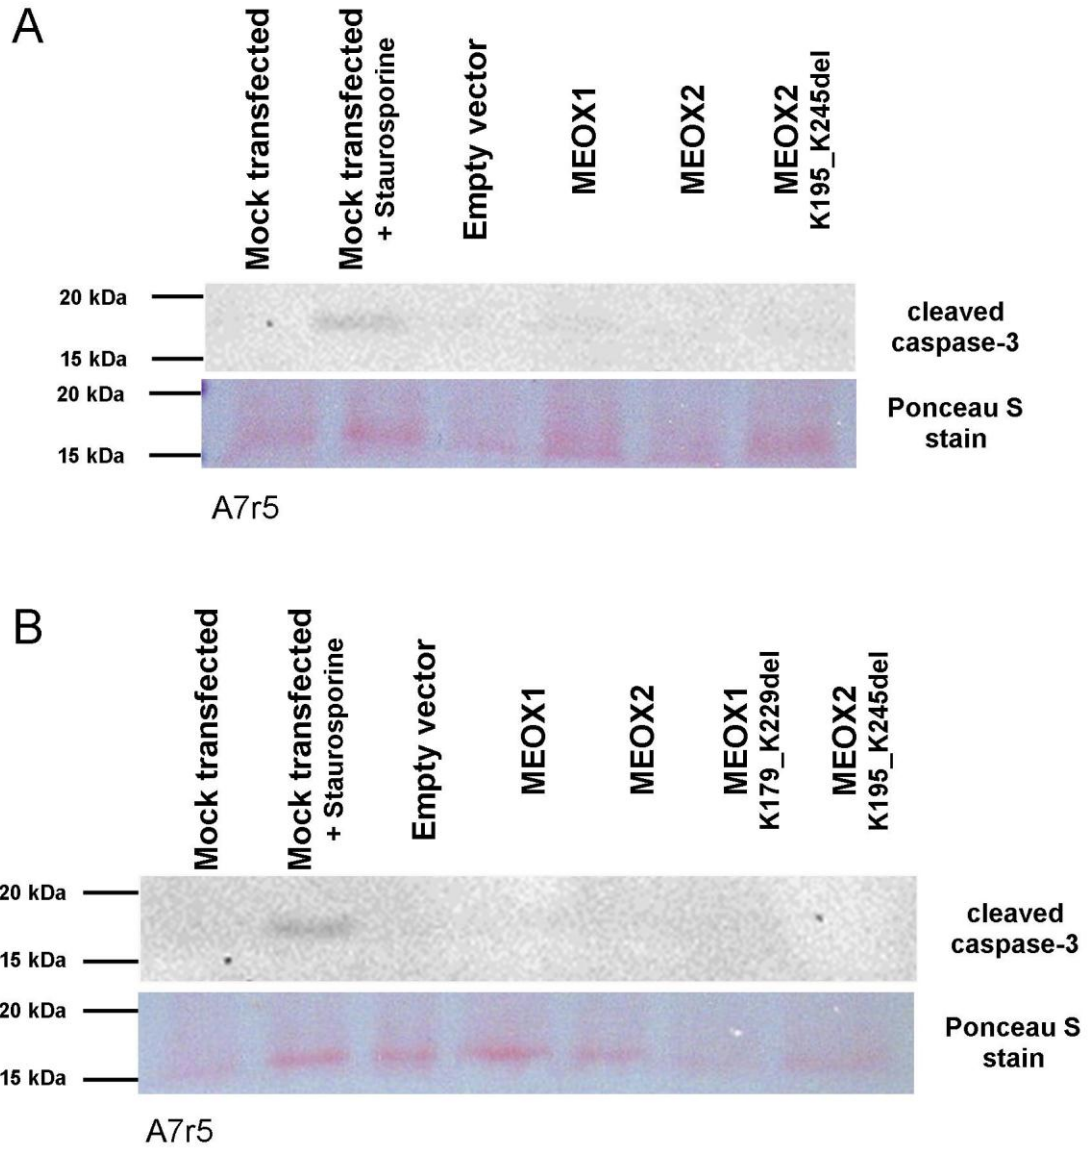 A
Mock transfected
Mock transfected
+ Staurosporine
Empty vector
MEOX1
MEOX2
MEOX2
K195_K245del
20 kDa
15 kDa
cleaved
caspase-3
20 kDa
15 kDa
Ponceau S
stain
A7r5
B
Mock transfected
Mock transfected
+ Staurosporine
Empty vector
MEOX1
MEOX2
MEOX1
K179_K229del
MEOX2
K195_K245del
20 kDa
15 kDa
cleaved
caspase-3
20 kDa
15 kDa
Ponceau S
stain
A7r5